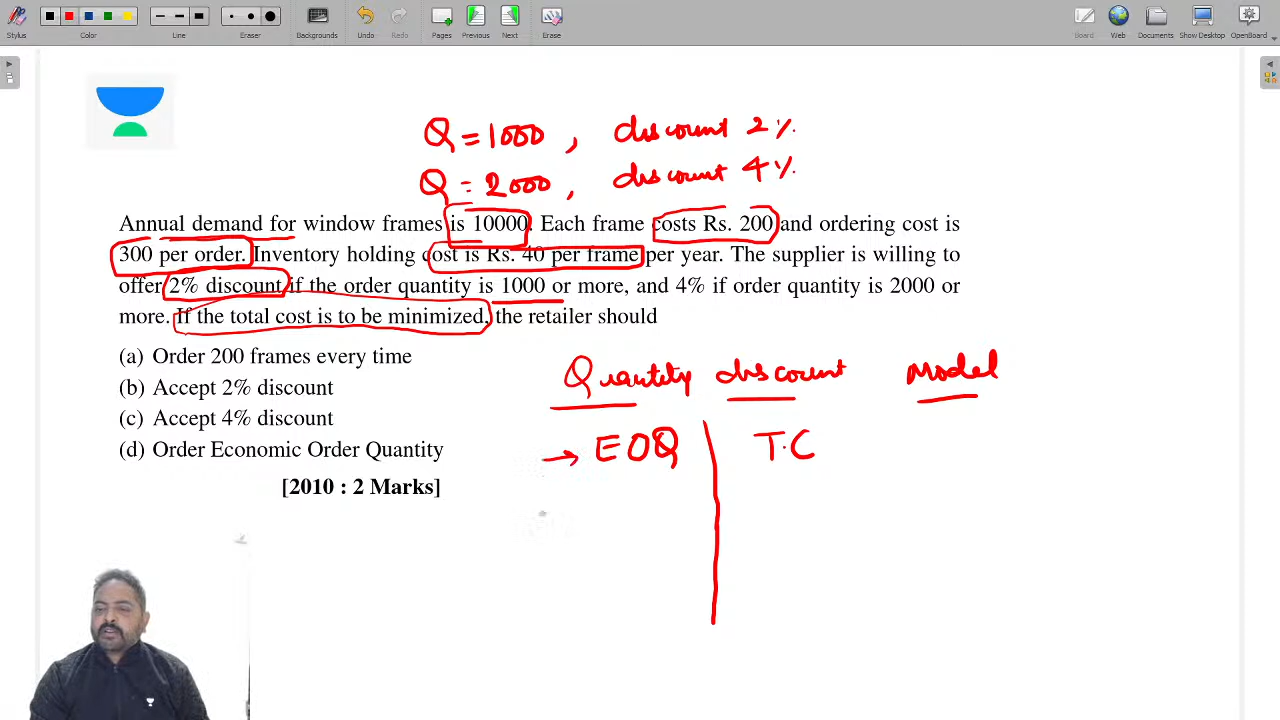 Stylus
Color
Line
Eraser
Backgrounds
Undo
Redo
Pages
Previous
Next
Erase
Board
Web
Documents
Show Desktop
OpenBoard
Q = 1000 , discount 2%
Q = 2000 , discount 4%
Annual demand for window frames is 10000. Each frame costs Rs. 200 and ordering cost is
300 per order. Inventory holding cost is Rs. 40 per frame per year. The supplier is willing to
offer 2% discount if the order quantity is 1000 or more, and 4% if order quantity is 2000 or
more. If the total cost is to be minimized, the retailer should
(a) Order 200 frames every time
(b) Accept 2% discount
(c) Accept 4% discount
(d) Order Economic Order Quantity
[2010 : 2 Marks]
Quantity discount Model
→ EOQ T.C